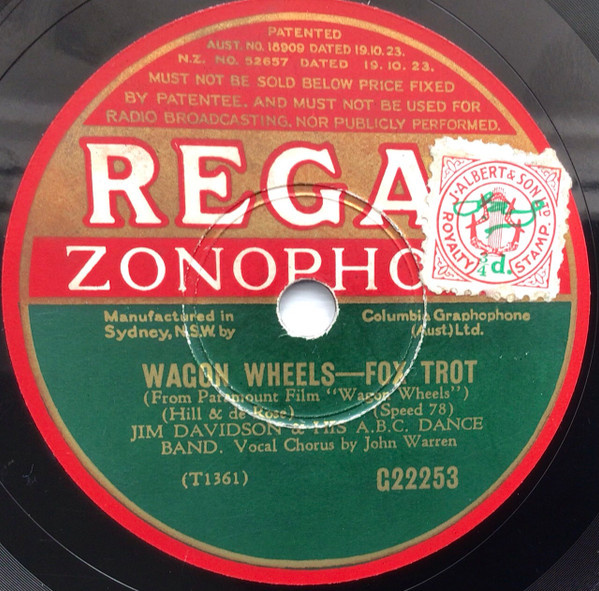 PATENTED
AUST. NO. 18909 DATED 19.10.23.
N.Z. NO. 52657 DATED 19.10.23.
MUST NOT BE SOLD BELOW PRICE FIXED
BY PATENTEE, AND MUST NOT BE USED FOR
RADIO BROADCASTING, NOR PUBLICLY PERFORMED.
REGA
ZONOPHO
J. ALBERT & SON LTD
ROYALTY STAMP.
3/4d.
Manufactured in
Sydney, N.S.W. by
Columbia Graphophone
(Aust.) Ltd.
WAGON WHEELS—FOX TROT
(From Paramount Film "Wagon Wheels")
(Hill & de Rose) (Speed 78)
JIM DAVIDSON & HIS A.B.C. DANCE
BAND. Vocal Chorus by John Warren
(T1361) G22253